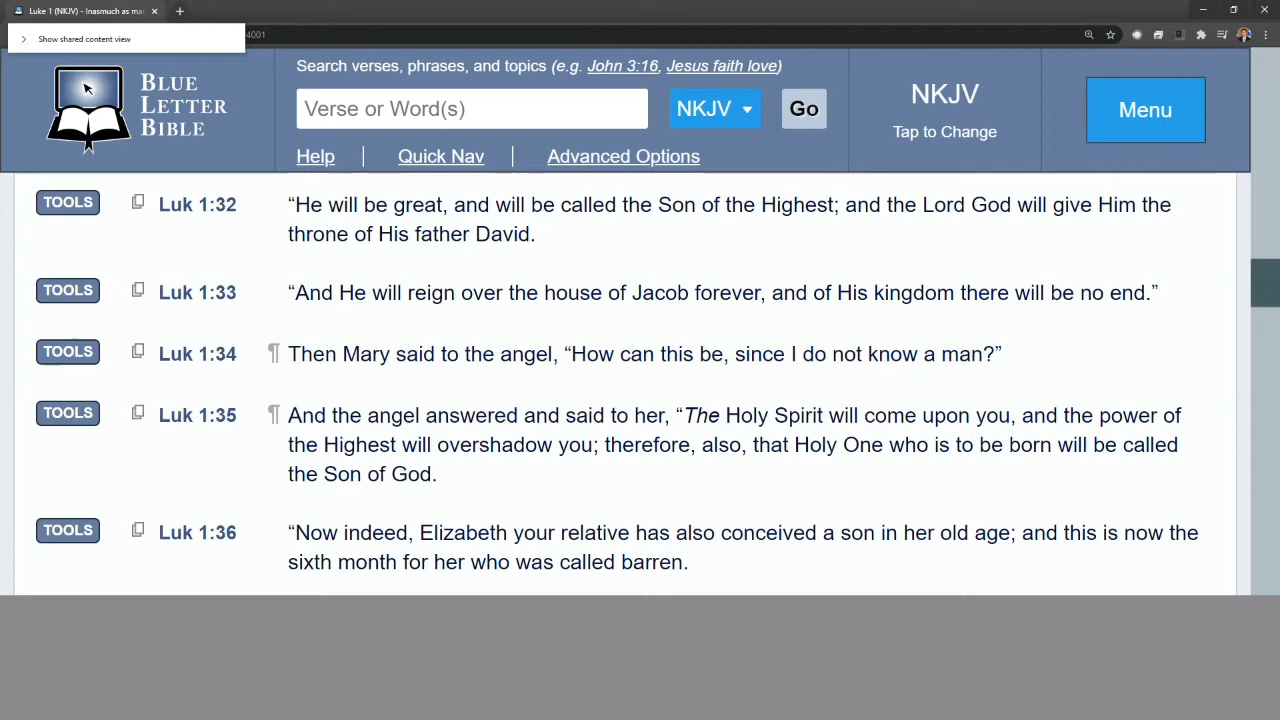 Luke 1 (NKJV) - Inasmuch as ma
Show shared content view
4001
BLUE
LETTER
BIBLE
Search verses, phrases, and topics (e.g. John 3:16, Jesus faith love)
Verse or Word(s)
NKJV
Go
Help
Quick Nav
Advanced Options
NKJV
Tap to Change
Menu
TOOLS Luk 1:32 “He will be great, and will be called the Son of the Highest; and the Lord God will give Him the
throne of His father David.
TOOLS Luk 1:33 “And He will reign over the house of Jacob forever, and of His kingdom there will be no end.”
TOOLS Luk 1:34 ¶ Then Mary said to the angel, “How can this be, since I do not know a man?”
TOOLS Luk 1:35 ¶ And the angel answered and said to her, “The Holy Spirit will come upon you, and the power of
the Highest will overshadow you; therefore, also, that Holy One who is to be born will be called
the Son of God.
TOOLS Luk 1:36 “Now indeed, Elizabeth your relative has also conceived a son in her old age; and this is now the
sixth month for her who was called barren.